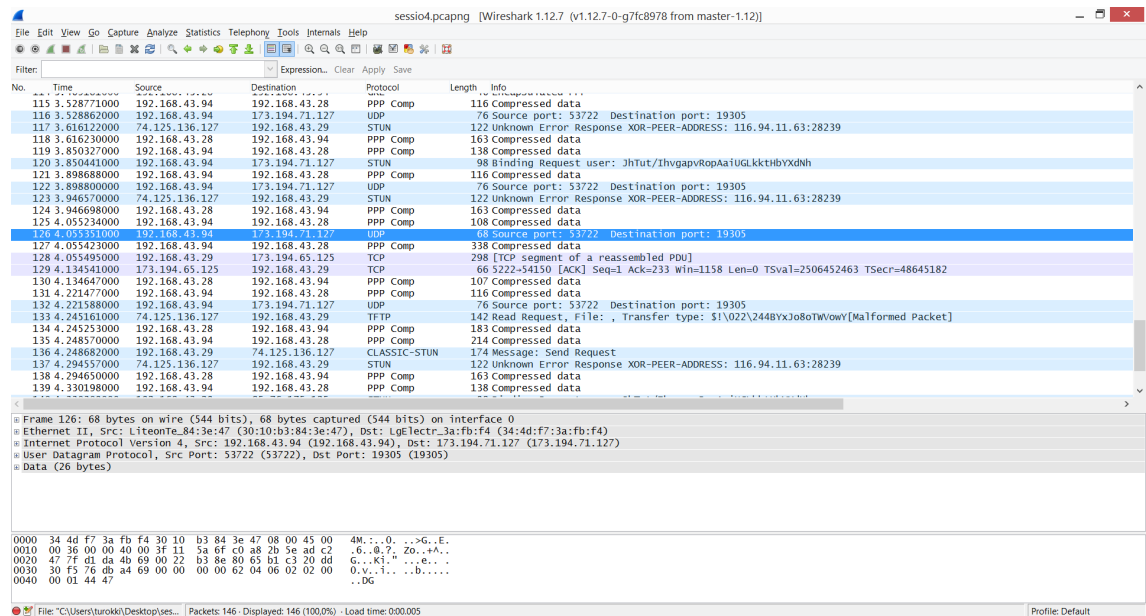 sessio4.pcapng [Wireshark 1.12.7 (v1.12.7-0-g7fc8978 from master-1.12)]
File Edit View Go Capture Analyze Statistics Telephony Tools Internals Help
Filter: Expression... Clear Apply Save
No. Time Source Destination Protocol Length Info
115 3.528771000 192.168.43.94 192.168.43.28 PPP Comp 116 Compressed data
116 3.528862000 192.168.43.94 173.194.71.127 UDP 76 Source port: 53722 Destination port: 19305
117 3.616122000 74.125.136.127 192.168.43.29 STUN 122 Unknown Error Response XOR-PEER-ADDRESS: 116.94.11.63:28239
118 3.616230000 192.168.43.28 192.168.43.94 PPP Comp 163 Compressed data
119 3.850327000 192.168.43.94 192.168.43.28 PPP Comp 138 Compressed data
120 3.850441000 192.168.43.94 173.194.71.127 STUN 98 Binding Request user: JhTut/IhvgapvRopAaiUGLkktHbYXdNh
121 3.898688000 192.168.43.94 192.168.43.28 PPP Comp 116 Compressed data
122 3.898800000 192.168.43.94 173.194.71.127 UDP 76 Source port: 53722 Destination port: 19305
123 3.946570000 74.125.136.127 192.168.43.29 STUN 122 Unknown Error Response XOR-PEER-ADDRESS: 116.94.11.63:28239
124 3.946698000 192.168.43.28 192.168.43.94 PPP Comp 163 Compressed data
125 4.055234000 192.168.43.94 192.168.43.28 PPP Comp 108 Compressed data
126 4.055351000 192.168.43.94 173.194.71.127 UDP 68 Source port: 53722 Destination port: 19305
127 4.055423000 192.168.43.94 192.168.43.28 PPP Comp 338 Compressed data
128 4.055495000 192.168.43.29 173.194.65.125 TCP 298 [TCP segment of a reassembled PDU]
129 4.134541000 173.194.65.125 192.168.43.29 TCP 66 5222→54150 [ACK] Seq=1 Ack=233 Win=1158 Len=0 TSval=2506452463 TSecr=48645182
130 4.134647000 192.168.43.28 192.168.43.94 PPP Comp 107 Compressed data
131 4.221477000 192.168.43.94 192.168.43.28 PPP Comp 116 Compressed data
132 4.221588000 192.168.43.94 173.194.71.127 UDP 76 Source port: 53722 Destination port: 19305
133 4.245161000 74.125.136.127 192.168.43.29 TFTP 142 Read Request, File: , Transfer type: $!\022\244BYxJo8oTWVowY[Malformed Packet]
134 4.245253000 192.168.43.28 192.168.43.94 PPP Comp 183 Compressed data
135 4.248570000 192.168.43.94 192.168.43.28 PPP Comp 214 Compressed data
136 4.248682000 192.168.43.29 74.125.136.127 CLASSIC-STUN 174 Message: Send Request
137 4.294557000 74.125.136.127 192.168.43.29 STUN 122 Unknown Error Response XOR-PEER-ADDRESS: 116.94.11.63:28239
138 4.294650000 192.168.43.28 192.168.43.94 PPP Comp 163 Compressed data
139 4.330198000 192.168.43.94 192.168.43.28 PPP Comp 138 Compressed data
Frame 126: 68 bytes on wire (544 bits), 68 bytes captured (544 bits) on interface 0
Ethernet II, Src: LiteonTe_84:3e:47 (30:10:b3:84:3e:47), Dst: LgElectr_3a:fb:f4 (34:4d:f7:3a:fb:f4)
Internet Protocol Version 4, Src: 192.168.43.94 (192.168.43.94), Dst: 173.194.71.127 (173.194.71.127)
User Datagram Protocol, Src Port: 53722 (53722), Dst Port: 19305 (19305)
Data (26 bytes)
0000 34 4d f7 3a fb f4 30 10 b3 84 3e 47 08 00 45 00 4M.:..0. ..>G..E.
0010 00 36 00 00 40 00 3f 11 5a 6f c0 a8 2b 5e ad c2 .6..@.?. Zo..+^..
0020 47 7f d1 da 4b 69 00 22 b3 8e 80 65 b1 c3 20 dd G...Ki." ...e.. .
0030 30 f5 76 db a4 69 00 00 00 00 62 04 06 02 02 00 0.v..i.. ..b.....
0040 00 01 44 47 ..DG
File: "C:\Users\turokki\Desktop\ses... Packets: 146 · Displayed: 146 (100,0%) · Load time: 0:00.005 Profile: Default